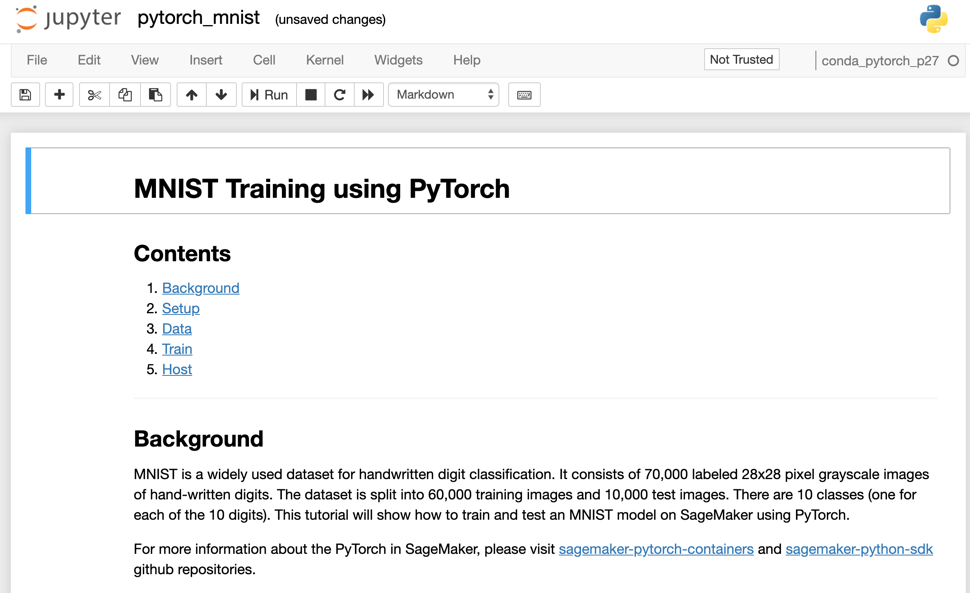 jupyter pytorch_mnist (unsaved changes)
File Edit View Insert Cell Kernel Widgets Help Not Trusted conda_pytorch_p27
Run Markdown
MNIST Training using PyTorch
Contents
1. Background
2. Setup
3. Data
4. Train
5. Host
Background
MNIST is a widely used dataset for handwritten digit classification. It consists of 70,000 labeled 28x28 pixel grayscale images
of hand-written digits. The dataset is split into 60,000 training images and 10,000 test images. There are 10 classes (one for
each of the 10 digits). This tutorial will show how to train and test an MNIST model on SageMaker using PyTorch.
For more information about the PyTorch in SageMaker, please visit sagemaker-pytorch-containers and sagemaker-python-sdk
github repositories.